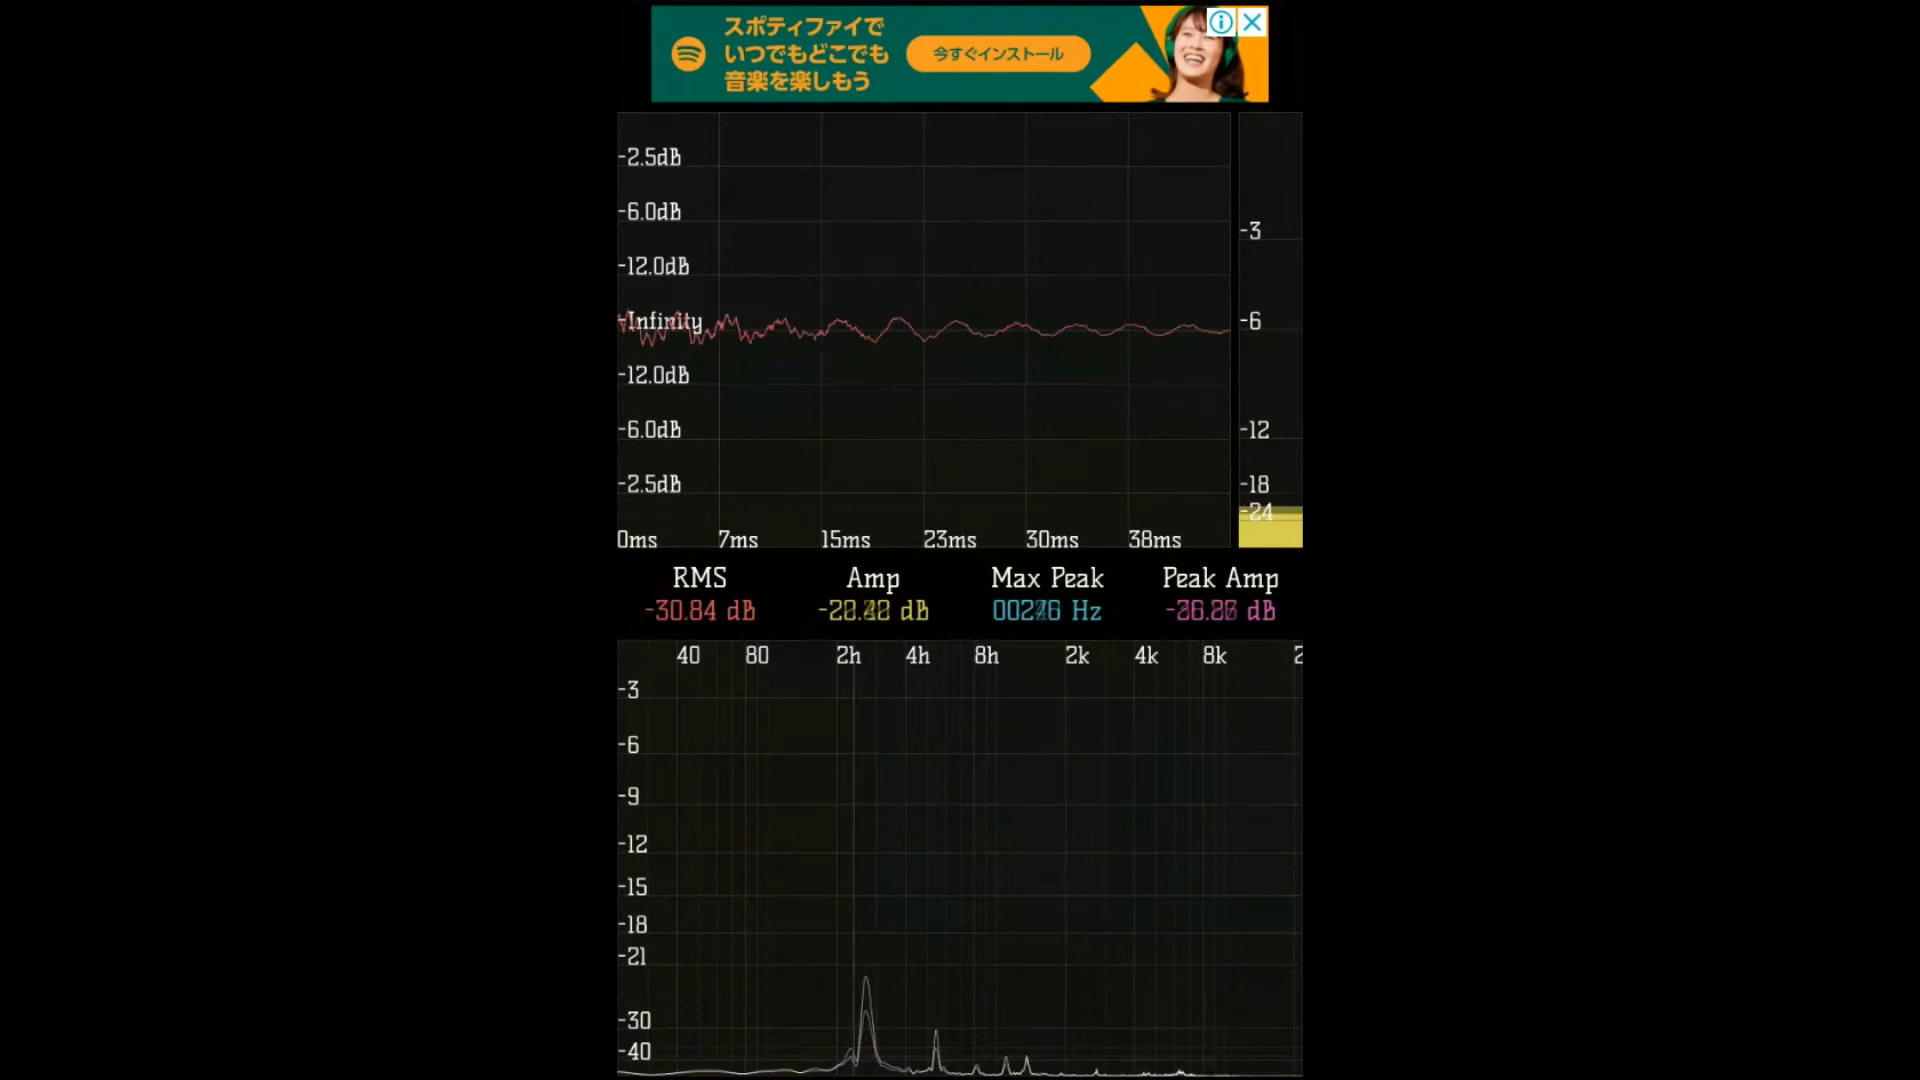 スポティファイで
いつでもどこでも
音楽を楽しもう
今すぐインストール
-2.5dB
-6.0dB
-12.0dB
-Infinity
-12.0dB
-6.0dB
-2.5dB
0ms 7ms 15ms 23ms 30ms 38ms
-3
-6
-12
-18
-24
RMS Amp Max Peak Peak Amp
-30.84 dB dB Hz dB
40 80 2h 4h 8h 2k 4k 8k 2
-3
-6
-9
-12
-15
-18
-21
-30
-40